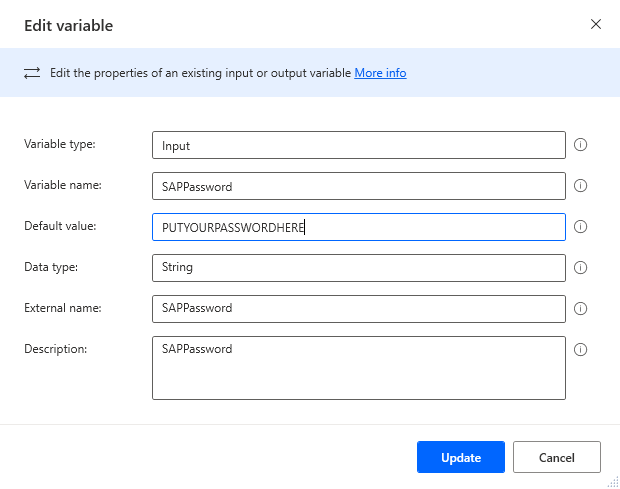 Edit variable
Edit the properties of an existing input or output variable More info
Variable type: Input
Variable name: SAPPassword
Default value: PUTYOURPASSWORDHERE
Data type: String
External name: SAPPassword
Description: SAPPassword
Update Cancel